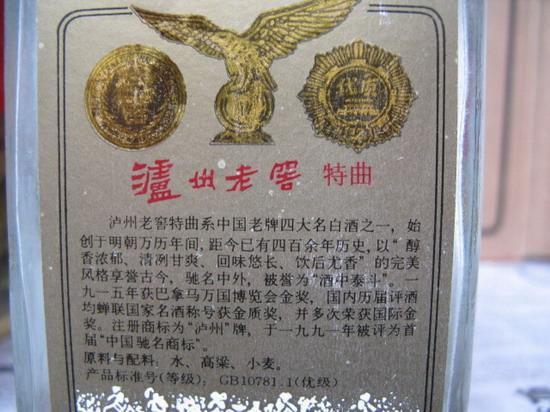 优质
泸州老窖 特曲
泸州老窖特曲系中国老牌四大名白酒之一，始
创于明朝万历年间，距今已有四百余年历史，以“醇
香浓郁、清冽甘爽、回味悠长、饮后尤香”的完美
风格享誉古今，驰名中外，被誉为“酒中泰斗”。一
九一五年获巴拿马万国博览会金奖，国内历届评酒
均蝉联国家名酒称号获金质奖，并多次荣获国际金
奖。注册商标为“泸州”牌，于一九九一年被评为首
届“中国驰名商标”。
原料与配料：水、高粱、小麦。
产品标准号(等级)：GB10781.1(优级)